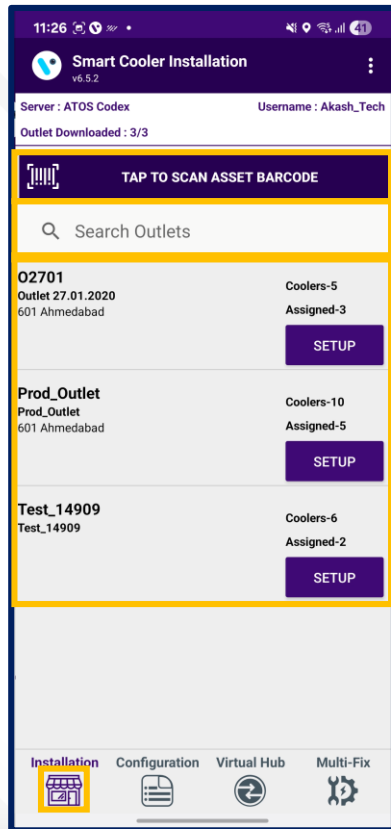 11:26
41
Smart Cooler Installation
v6.5.2
Server : ATOS Codex Username : Akash_Tech
Outlet Downloaded : 3/3
TAP TO SCAN ASSET BARCODE
Search Outlets
O2701
Outlet 27.01.2020
601 Ahmedabad
Coolers-5
Assigned-3
SETUP
Prod_Outlet
Prod_Outlet
601 Ahmedabad
Coolers-10
Assigned-5
SETUP
Test_14909
Test_14909
Coolers-6
Assigned-2
SETUP
Installation Configuration Virtual Hub Multi-Fix